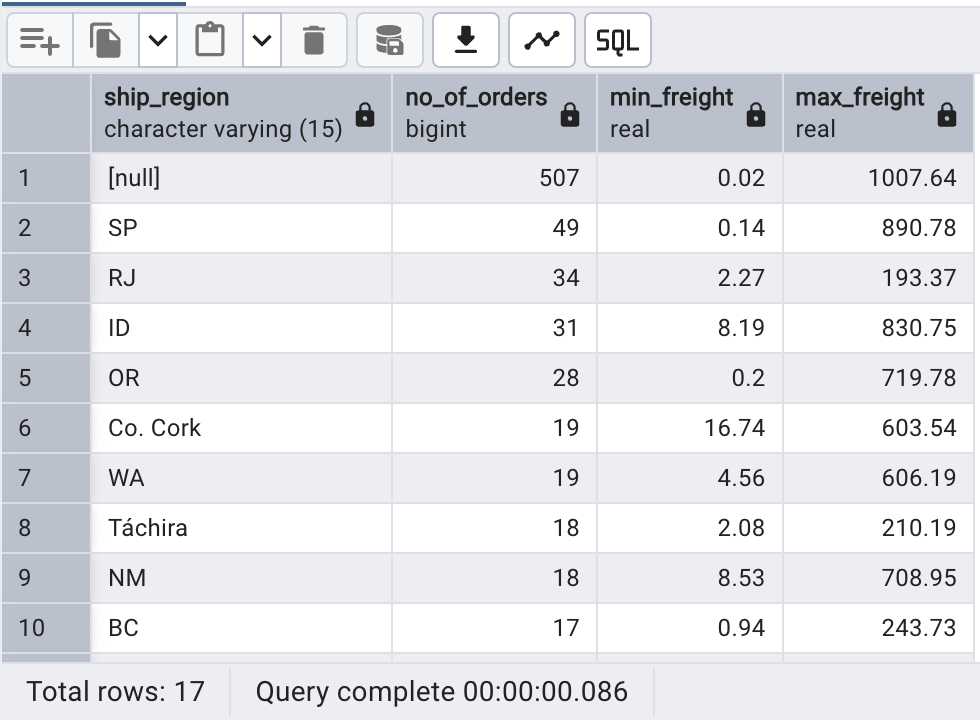 SQL
ship_region no_of_orders min_freight max_freight
character varying (15) bigint real real
1 [null] 507 0.02 1007.64
2 SP 49 0.14 890.78
3 RJ 34 2.27 193.37
4 ID 31 8.19 830.75
5 OR 28 0.2 719.78
6 Co. Cork 19 16.74 603.54
7 WA 19 4.56 606.19
8 Táchira 18 2.08 210.19
9 NM 18 8.53 708.95
10 BC 17 0.94 243.73
Total rows: 17 Query complete 00:00:00.086